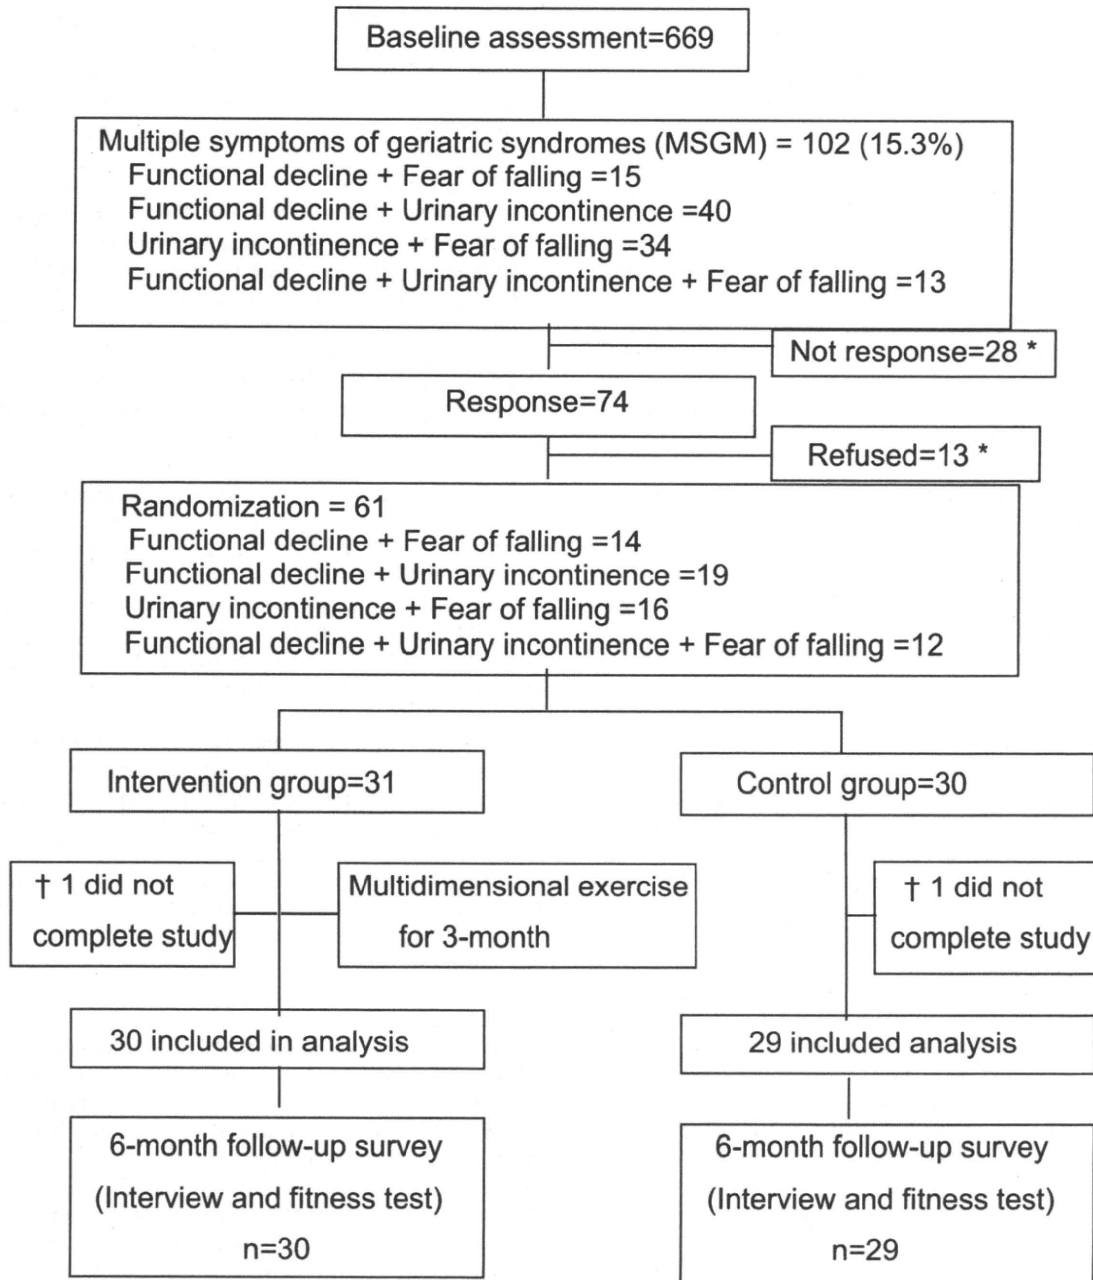 Baseline assessment=669
Multiple symptoms of geriatric syndromes (MSGM) = 102 (15.3%)
Functional decline + Fear of falling =15
Functional decline + Urinary incontinence =40
Urinary incontinence + Fear of falling =34
Functional decline + Urinary incontinence + Fear of falling =13
Not response=28 *
Response=74
Refused=13 *
Randomization = 61
Functional decline + Fear of falling =14
Functional decline + Urinary incontinence =19
Urinary incontinence + Fear of falling =16
Functional decline + Urinary incontinence + Fear of falling =12
Intervention group=31
Control group=30
† 1 did not
complete study
Multidimensional exercise
for 3-month
† 1 did not
complete study
30 included in analysis
29 included analysis
6-month follow-up survey
(Interview and fitness test)
n=30
6-month follow-up survey
(Interview and fitness test)
n=29